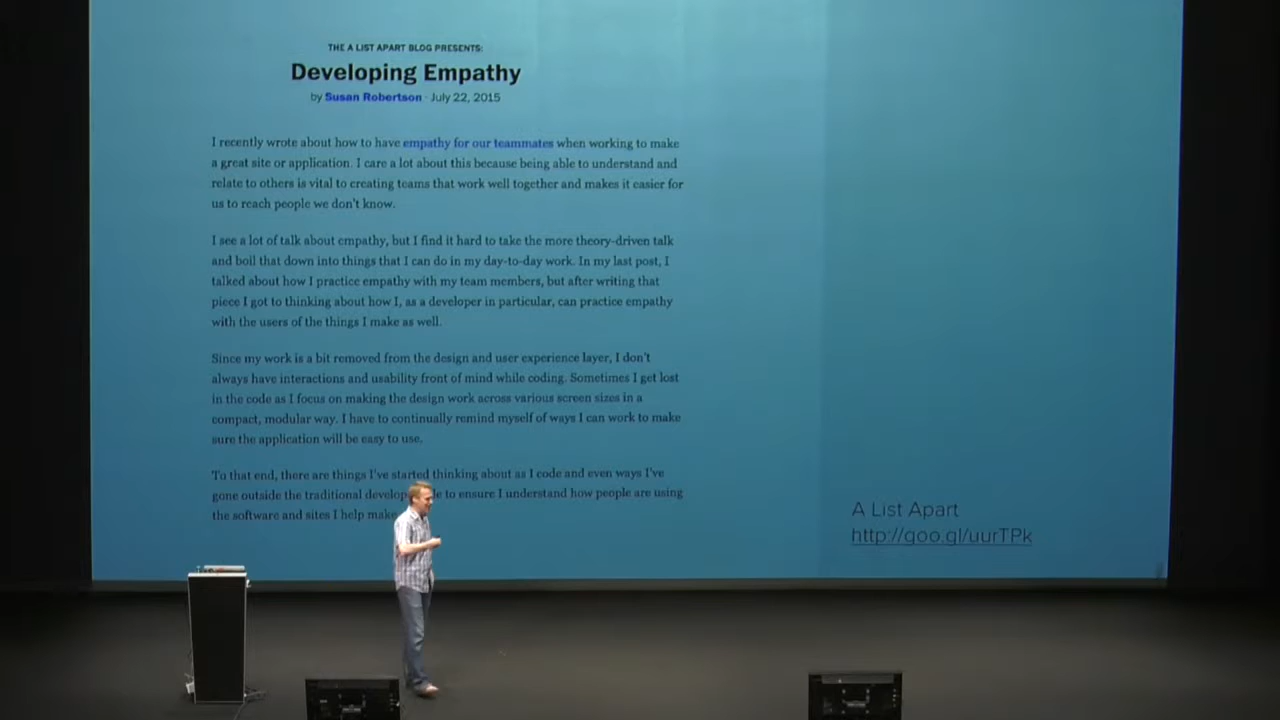 THE A LIST APART BLOG PRESENTS:
Developing Empathy
by Susan Robertson · July 22, 2015
I recently wrote about how to have empathy for our teammates when working to make
a great site or application. I care a lot about this because being able to understand and
relate to others is vital to creating teams that work well together and makes it easier for
us to reach people we don't know.
I see a lot of talk about empathy, but I find it hard to take the more theory-driven talk
and boil that down into things that I can do in my day-to-day work. In my last post, I
talked about how I practice empathy with my team members, but after writing that
piece I got to thinking about how I, as a developer in particular, can practice empathy
with the users of the things I make as well.
Since my work is a bit removed from the design and user experience layer, I don't
always have interactions and usability front of mind while coding. Sometimes I get lost
in the code as I focus on making the design work across various screen sizes in a
compact, modular way. I have to continually remind myself of ways I can work to make
sure the application will be easy to use.
To that end, there are things I've started thinking about as I code and even ways I've
gone outside the traditional to ensure I understand how people are using
the software and sites I help make
A List Apart
http://goo.gl/uurTPk